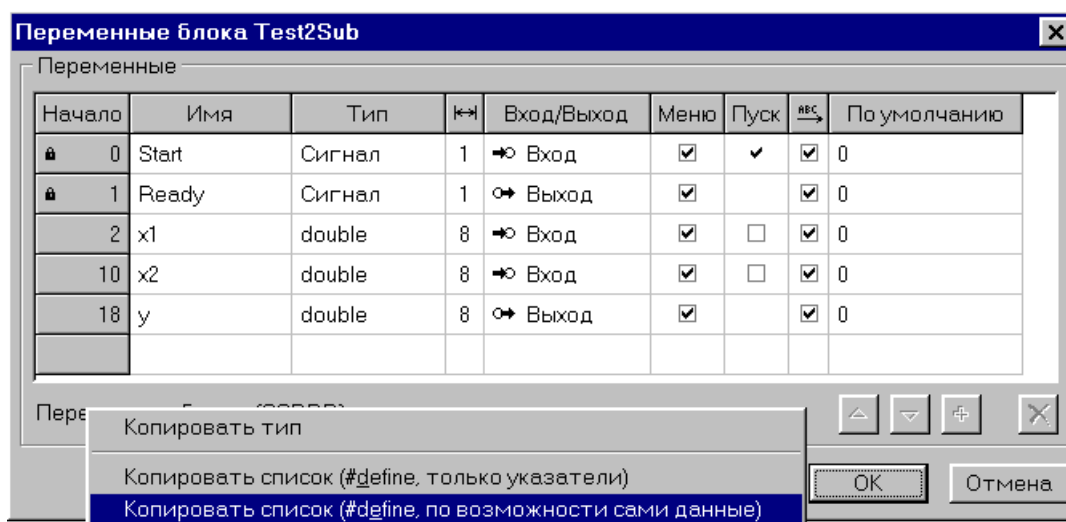 Переменные блока Test2Sub
Переменные
Начало Имя Тип Вход/Выход Меню Пуск ABC По умолчанию
0 Start Сигнал 1 Вход 0
1 Ready Сигнал 1 Выход 0
2 x1 double 8 Вход 0
10 x2 double 8 Вход 0
18 y double 8 Выход 0
Копировать тип
Копировать список (#define, только указатели)
OK Отмена
Копировать список (#define, по возможности сами данные)